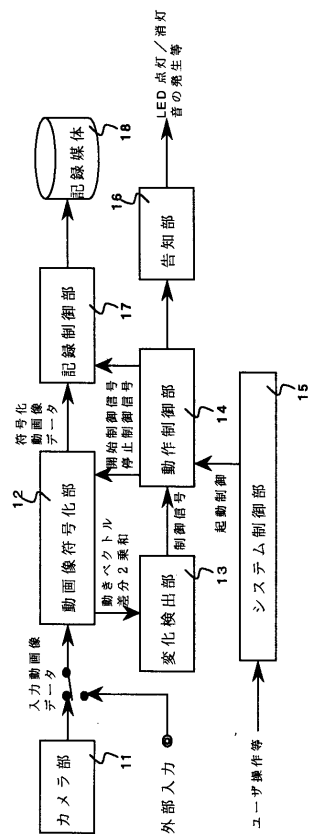 カメラ部
11
外部入力
入力動画像
データ
動画像符号化部
12
符号化
動画像データ
記録制御部
17
記録媒体
18
動きベクトル
差分2乗和
開始制御信号
停止制御信号
変化検出部
13
制御信号
動作制御部
14
告知部
16
LED点灯／消灯
音の発生等
起動制御
システム制御部
15
ユーザ操作等